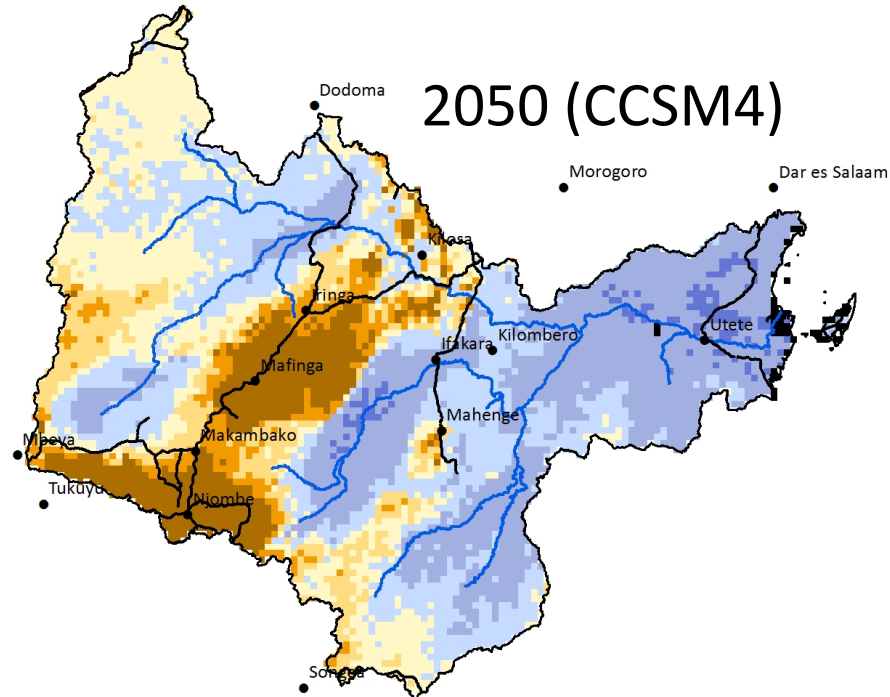 Dodoma
2050 (CCSM4)
Morogoro
Dar es Salaam
Kilosa
Iringa
Utete
Kilombero
Ifakara
Mafinga
Mahenge
Makambako
Mbeya
Tukuyu
Njombe
Songea